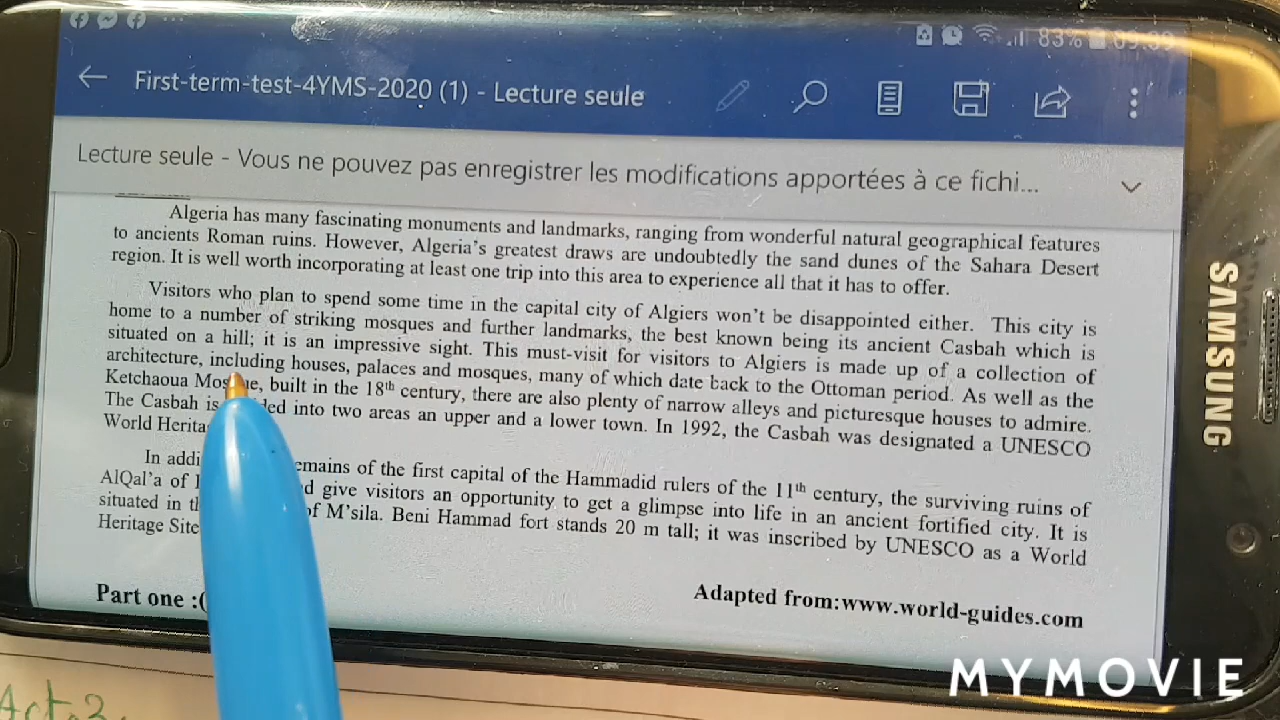 83% 09:39
First-term-test-4YMS-2020 (1) - Lecture seule
Lecture seule - Vous ne pouvez pas enregistrer les modifications apportées à ce fichi...
Algeria has many fascinating monuments and landmarks, ranging from wonderful natural geographical features
to ancients Roman ruins. However, Algeria's greatest draws are undoubtedly the sand dunes of the Sahara Desert
region. It is well worth incorporating at least one trip into this area to experience all that it has to offer.
Visitors who plan to spend some time in the capital city of Algiers won't be disappointed either. This city is
home to a number of striking mosques and further landmarks, the best known being its ancient Casbah which is
situated on a hill; it is an impressive sight. This must-visit for visitors to Algiers is made up of a collection of
architecture, including houses, palaces and mosques, many of which date back to the Ottoman period. As well as the
Ketchaoua Mosque, built in the 18th century, there are also plenty of narrow alleys and picturesque houses to admire.
The Casbah is into two areas an upper and a lower town. In 1992, the Casbah was designated a UNESCO
World
In emains of the first capital of the Hammadid rulers of the 11th century, the surviving ruins of
AlQal'a of give visitors an opportunity to get a glimpse into life in an ancient fortified city. It is
situated in of M'sila. Beni Hammad fort stands 20 m tall; it was inscribed by UNESCO as a World
Heritage Site
Part one :(
Adapted from:www.world-guides.com
SAMSUNG
Act 3
MYMOVIE